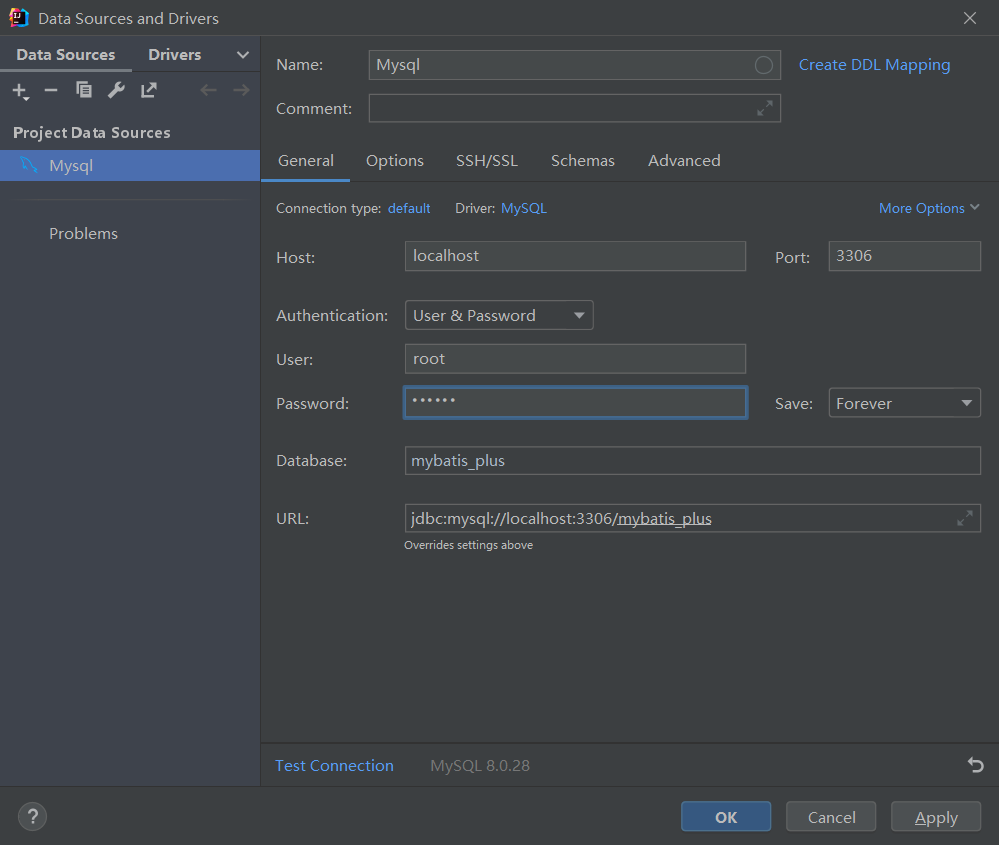 Data Sources and Drivers
Data Sources Drivers
Name: Mysql Create DDL Mapping
Comment:
Project Data Sources
Mysql
Problems
General Options SSH/SSL Schemas Advanced
Connection type: default Driver: MySQL More Options
Host: localhost Port: 3306
Authentication: User & Password
User: root
Password: •••••• Save: Forever
Database: mybatis_plus
URL: jdbc:mysql://localhost:3306/mybatis_plus
Overrides settings above
Test Connection MySQL 8.0.28
? OK Cancel Apply